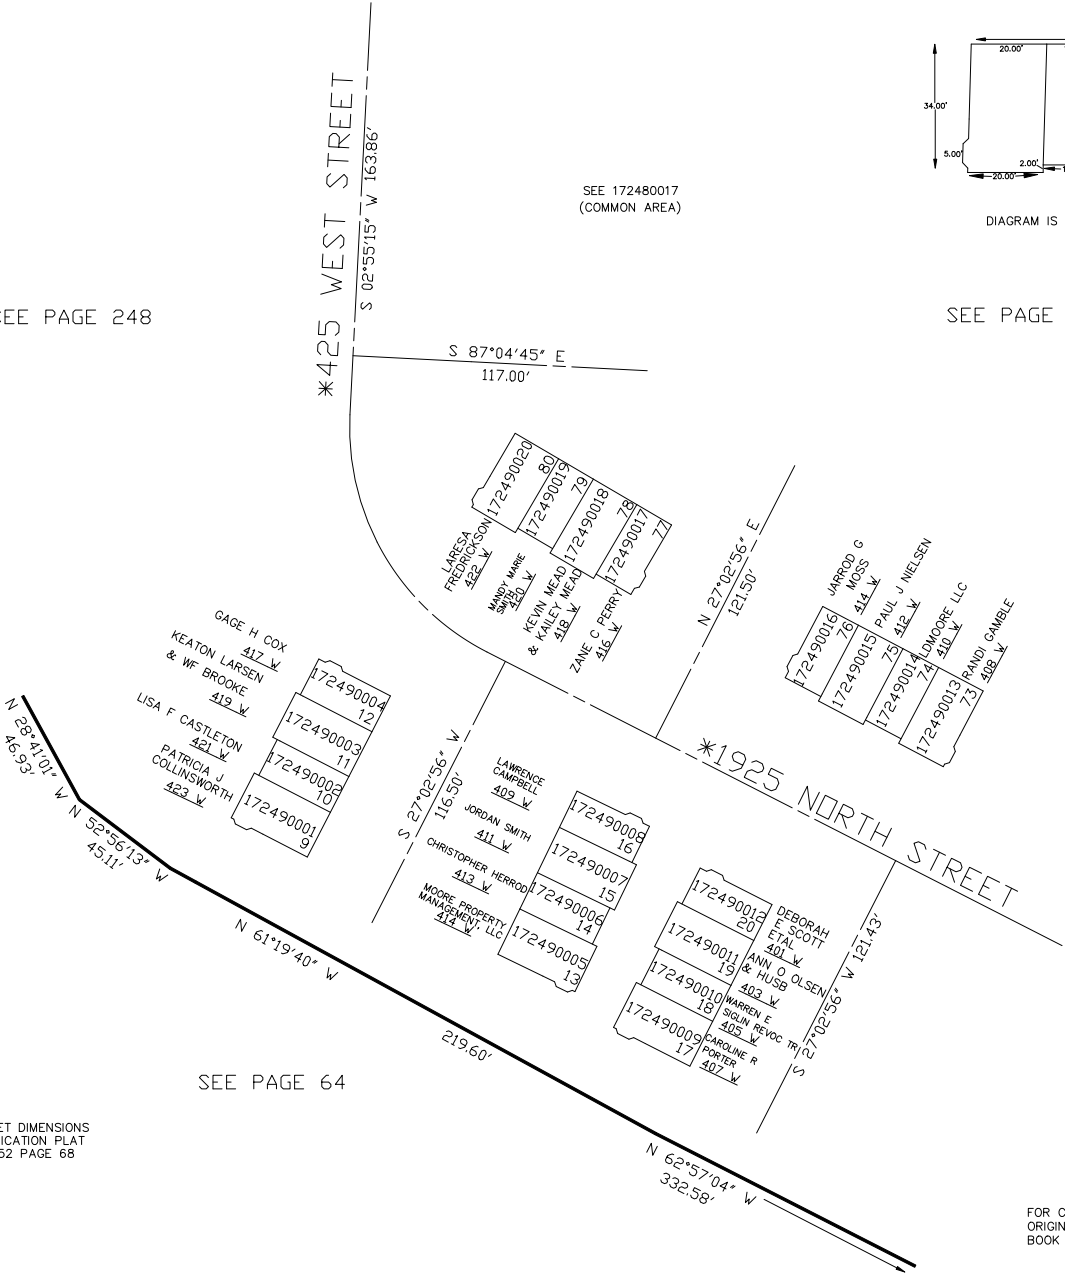 20.00'
34.00'
5.00'
2.00'
20.00'
DIAGRAM IS
*425 WEST STREET
S 02°55'15" W 163.86'
SEE 172480017
(COMMON AREA)
SEE PAGE 248
SEE PAGE
S 87°04'45" E
117.00'
172490020
80
172490019
79
172490018
78
172490017
77
LARESA
FREDRICKSON
422 W
MANDY MARIE
SMITH
420 W
KEVIN MEAD
& KAILEY MEAD
418 W
ZANE C PERRY
416 W
N 27°02'56" E
121.50'
JARROD G
MOSS
414 W
PAUL J NIELSEN
412 W
LDMOORE LLC
410 W
RANDI GAMBLE
408 W
172490016
76
172490015
75
172490014
74
172490013
73
GAGE H COX
417 W
KEATON LARSEN
& WF BROOKE
419 W
LISA F CASTLETON
421 W
PATRICIA J
COLLINSWORTH
423 W
172490004
12
172490003
11
172490002
10
172490001
9
N 28°41'01" W
46.93'
N 52°56'13" W
45.11'
S 27°02'56" W
116.50'
*1925 NORTH STREET
LAWRENCE
CAMPBELL
409 W
JORDAN SMITH
411 W
CHRISTOPHER HERROD
413 W
MOORE PROPERTY
MANAGEMENT, LLC
414 W
172490008
16
172490007
15
172490006
14
172490005
13
172490012
20
172490011
19
172490010
18
172490009
17
DEBORAH
E SCOTT
ETAL
401 W
ANN O OLSEN
& HUSB
403 W
WARREN E
SIGLIN REVOC TR
405 W
CAROLINE R
PORTER
407 W
S 27°02'56" W 121.43'
N 61°19'40" W
219.60'
SEE PAGE 64
ET DIMENSIONS
ICATION PLAT
52 PAGE 68
N 62°57'04" W
332.58'
FOR C
ORIGIN
BOOK